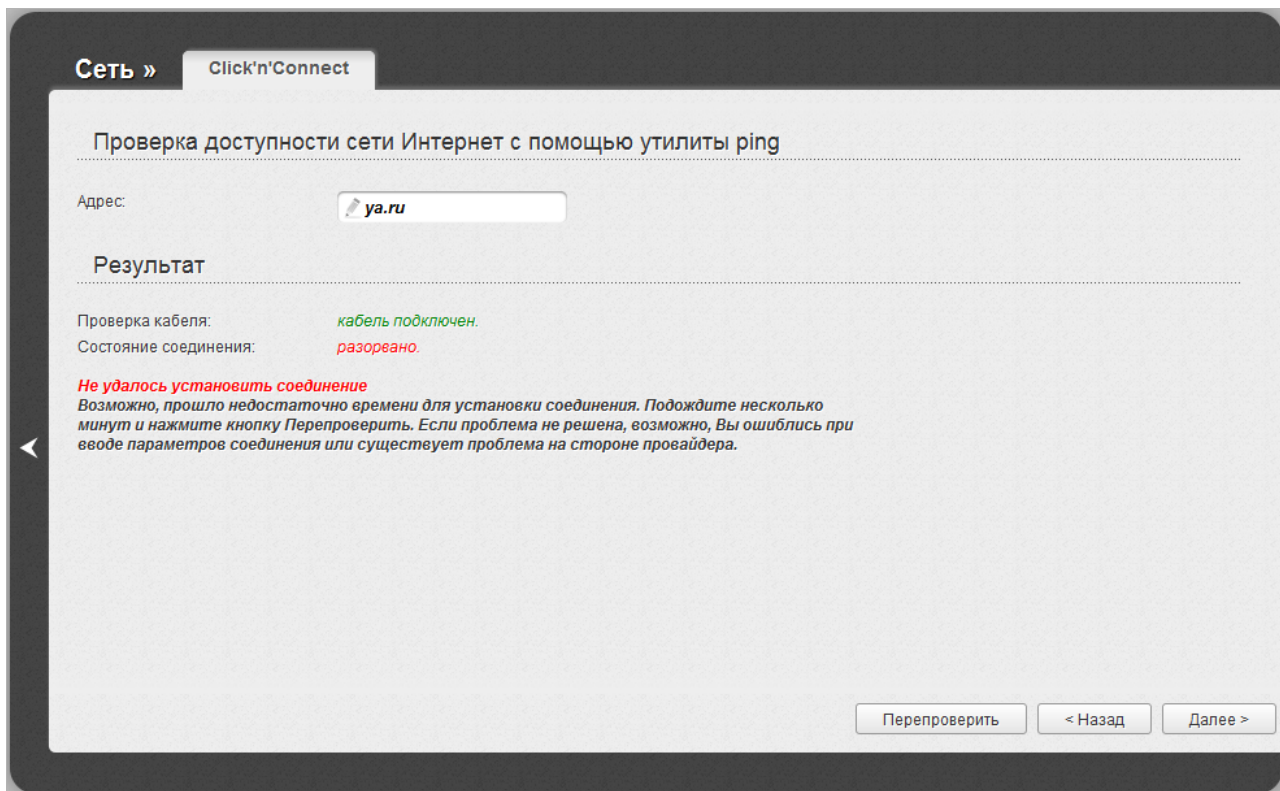 Сеть »
Click'n'Connect
Проверка доступности сети Интернет с помощью утилиты ping
Адрес:
ya.ru
Результат
Проверка кабеля:
кабель подключен.
Состояние соединения:
разорвано.
Не удалось установить соединение
Возможно, прошло недостаточно времени для установки соединения. Подождите несколько
минут и нажмите кнопку Перепроверить. Если проблема не решена, возможно, Вы ошиблись при
вводе параметров соединения или существует проблема на стороне провайдера.
Перепроверить
< Назад
Далее >